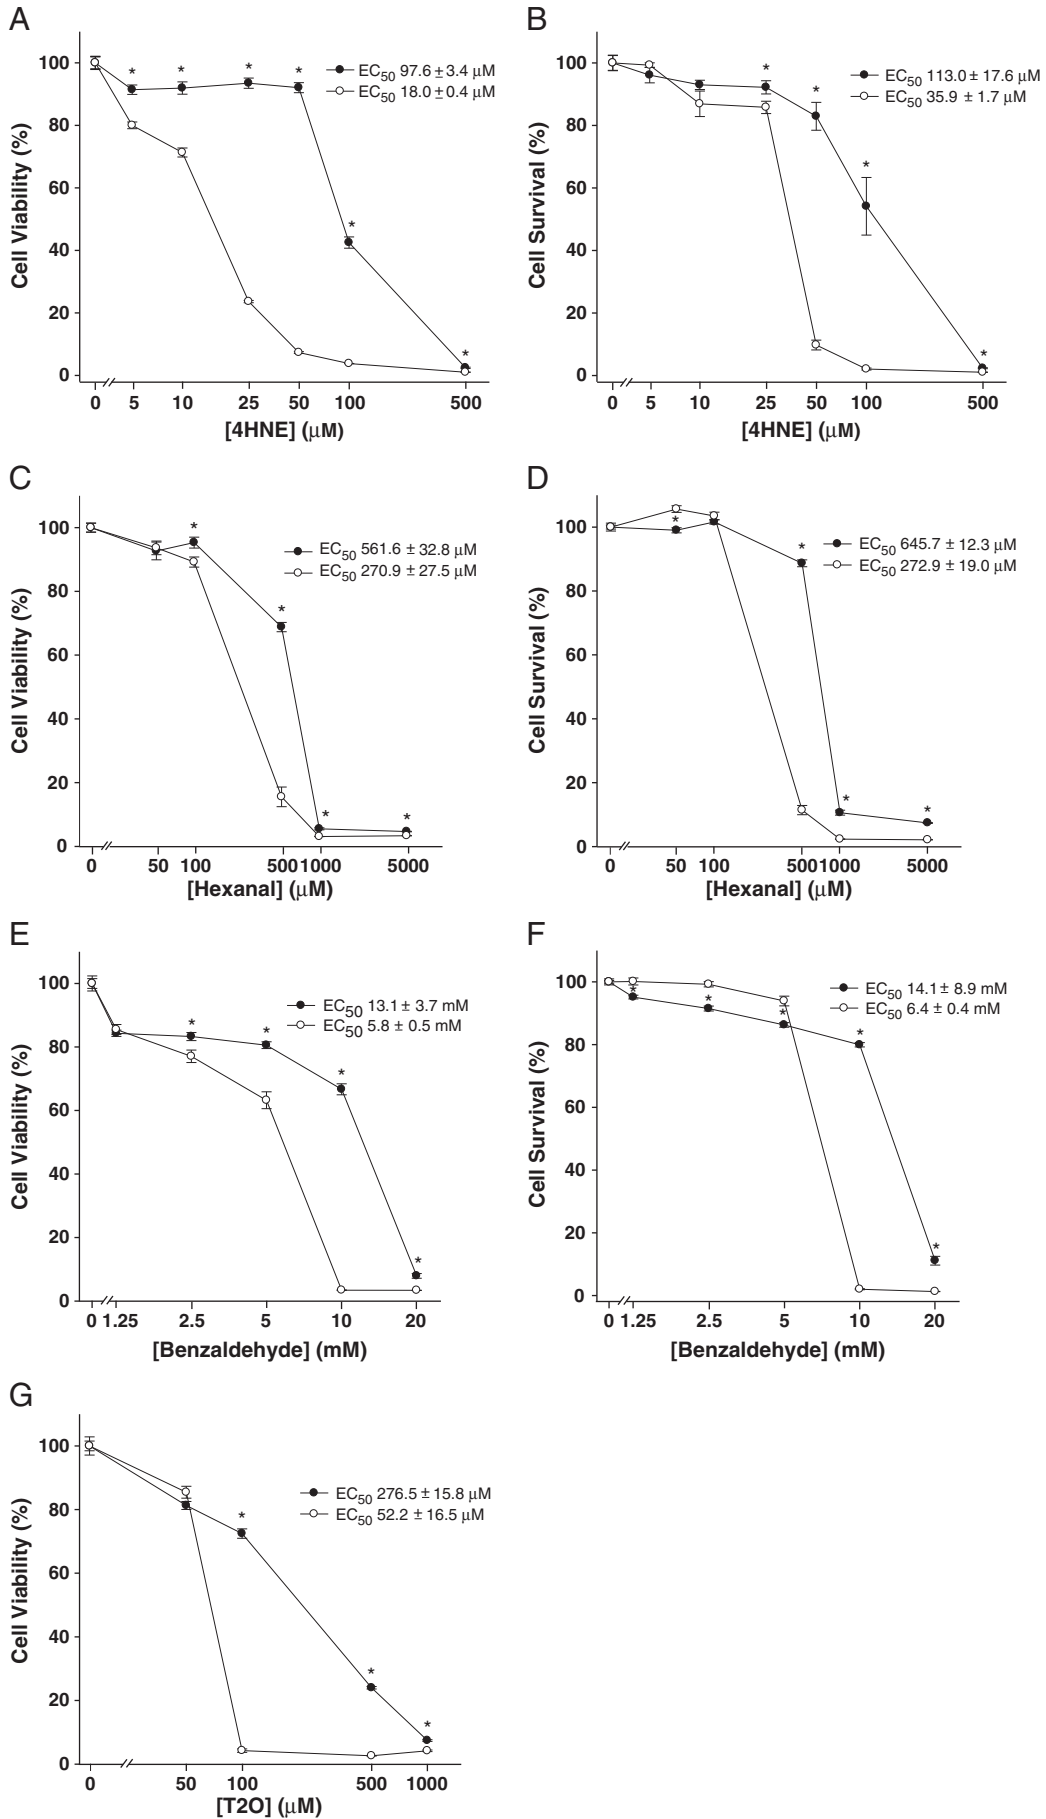 A
Cell Viability (%)
100
80
60
40
20
0
* * * * * *
EC50 97.6 ± 3.4 µM
EC50 18.0 ± 0.4 µM
0 5 10 25 50 100 500
[4HNE] (µM)
B
Cell Survival (%)
100
80
60
40
20
0
* * * *
EC50 113.0 ± 17.6 µM
EC50 35.9 ± 1.7 µM
0 5 10 25 50 100 500
[4HNE] (µM)
C
Cell Viability (%)
100
80
60
40
20
0
* * * *
EC50 561.6 ± 32.8 µM
EC50 270.9 ± 27.5 µM
0 50 100 500 1000 5000
[Hexanal] (µM)
D
Cell Survival (%)
100
80
60
40
20
0
* * * *
EC50 645.7 ± 12.3 µM
EC50 272.9 ± 19.0 µM
0 50 100 500 1000 5000
[Hexanal] (µM)
E
Cell Viability (%)
100
80
60
40
20
0
* * * *
EC50 13.1 ± 3.7 mM
EC50 5.8 ± 0.5 mM
0 1.25 2.5 5 10 20
[Benzaldehyde] (mM)
F
Cell Survival (%)
100
80
60
40
20
0
* * * * *
EC50 14.1 ± 8.9 mM
EC50 6.4 ± 0.4 mM
0 1.25 2.5 5 10 20
[Benzaldehyde] (mM)
G
Cell Viability (%)
100
80
60
40
20
0
* * *
EC50 276.5 ± 15.8 µM
EC50 52.2 ± 16.5 µM
0 50 100 500 1000
[T2O] (µM)